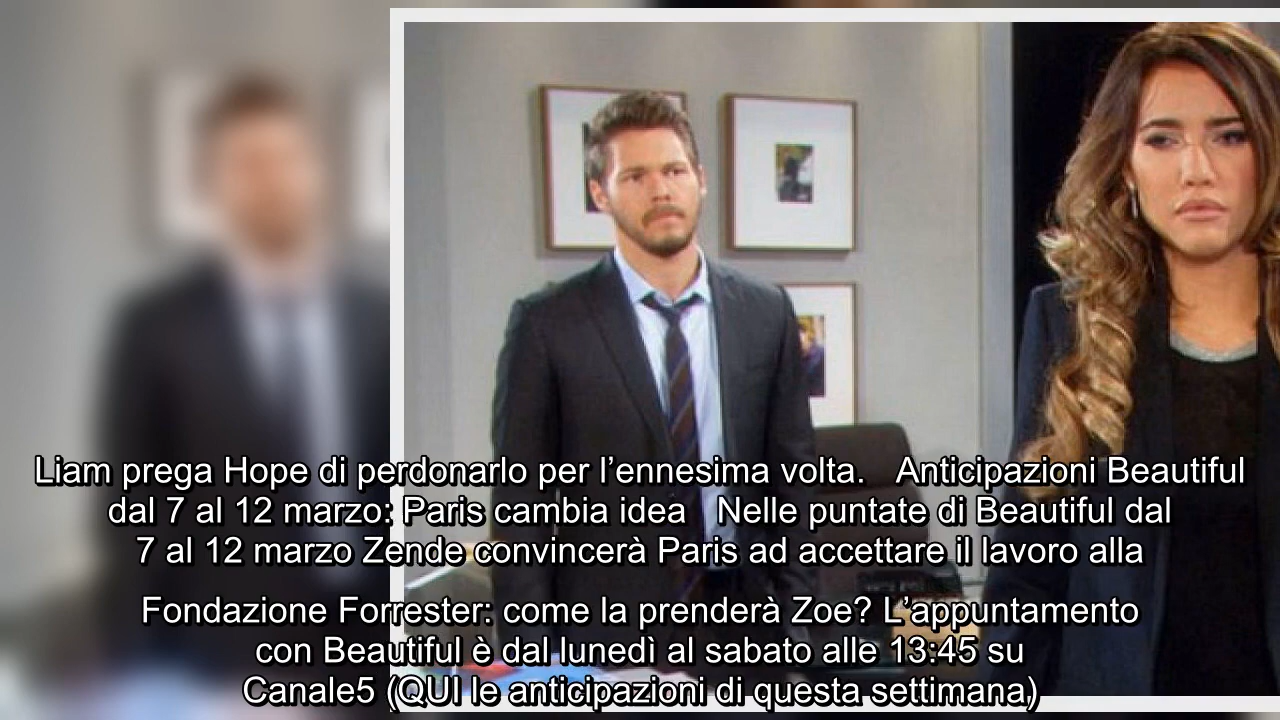 Liam prega Hope di perdonarlo per l’ennesima volta.   Anticipazioni Beautiful
dal 7 al 12 marzo: Paris cambia idea   Nelle puntate di Beautiful dal
7 al 12 marzo Zende convincerà Paris ad accettare il lavoro alla
Fondazione Forrester: come la prenderà Zoe? L’appuntamento
con Beautiful è dal lunedì al sabato alle 13:45 su
Canale5 (QUI le anticipazioni di questa settimana)